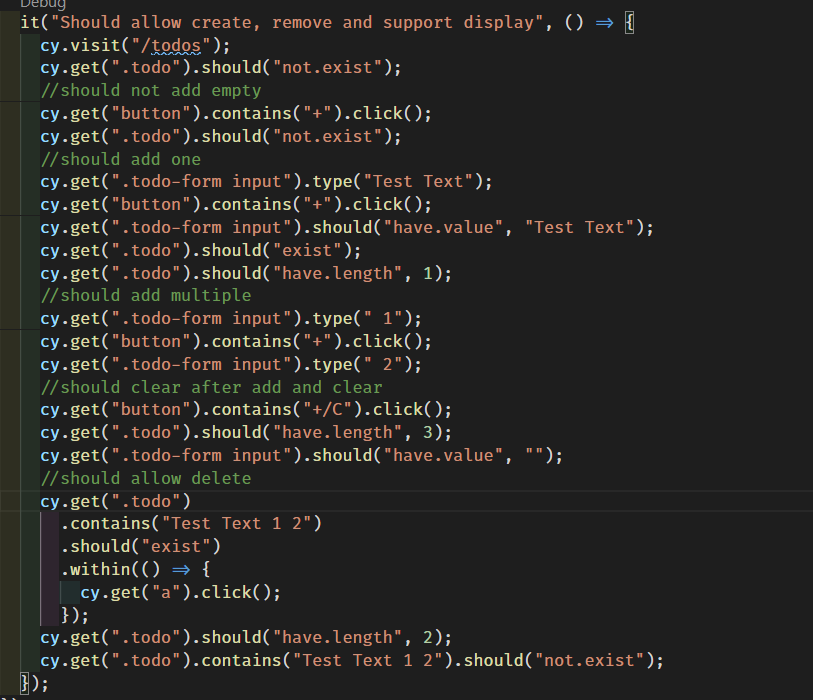 Debug
it("Should allow create, remove and support display", () => {
cy.visit("/todos");
cy.get(".todo").should("not.exist");
//should not add empty
cy.get("button").contains("+").click();
cy.get(".todo").should("not.exist");
//should add one
cy.get(".todo-form input").type("Test Text");
cy.get("button").contains("+").click();
cy.get(".todo-form input").should("have.value", "Test Text");
cy.get(".todo").should("exist");
cy.get(".todo").should("have.length", 1);
//should add multiple
cy.get(".todo-form input").type(" 1");
cy.get("button").contains("+").click();
cy.get(".todo-form input").type(" 2");
//should clear after add and clear
cy.get("button").contains("+/C").click();
cy.get(".todo").should("have.length", 3);
cy.get(".todo-form input").should("have.value", "");
//should allow delete
cy.get(".todo")
.contains("Test Text 1 2")
.should("exist")
.within(() => {
cy.get("a").click();
});
cy.get(".todo").should("have.length", 2);
cy.get(".todo").contains("Test Text 1 2").should("not.exist");
});